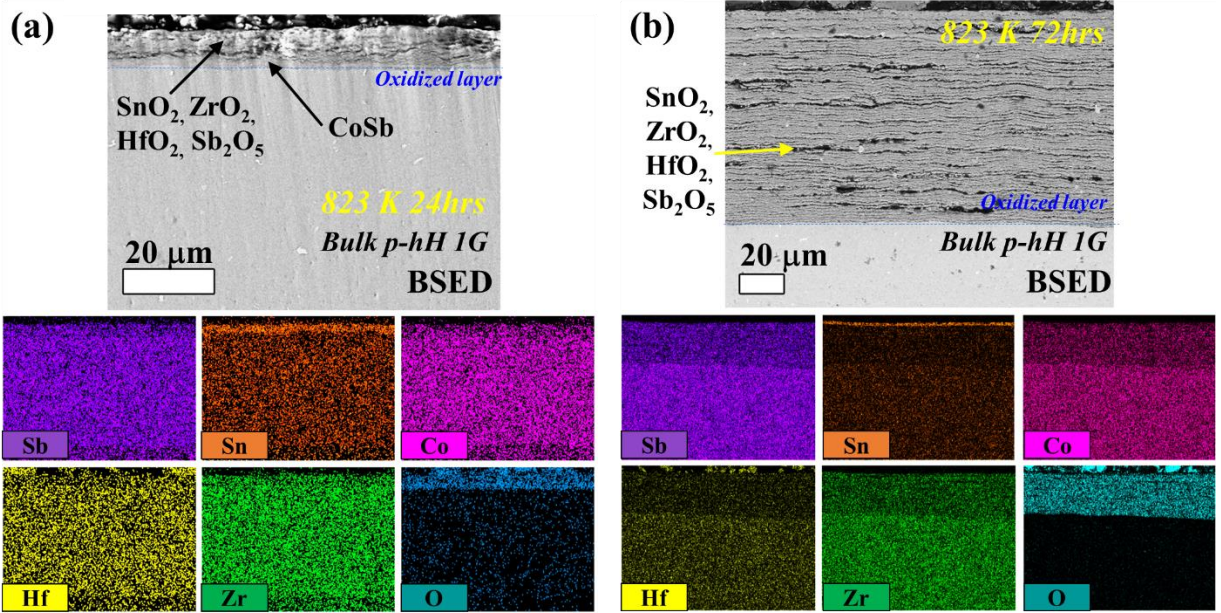 (a)
Oxidized layer
SnO₂, ZrO₂,
HfO₂, Sb₂O₅
CoSb
823 K 24hrs
Bulk p-hH 1G
20 μm
BSED
Sb
Sn
Co
Hf
Zr
O
(b)
823 K 72hrs
SnO₂,
ZrO₂,
HfO₂,
Sb₂O₅
Oxidized layer
Bulk p-hH 1G
20 μm
BSED
Sb
Sn
Co
Hf
Zr
O